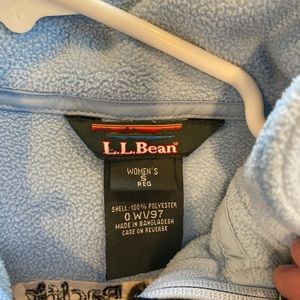 L.L.Bean
WOMEN'S
S
REG
SHELL-100% POLYESTER
0 WV97
MADE IN BANGLADESH
CARE ON REVERSE